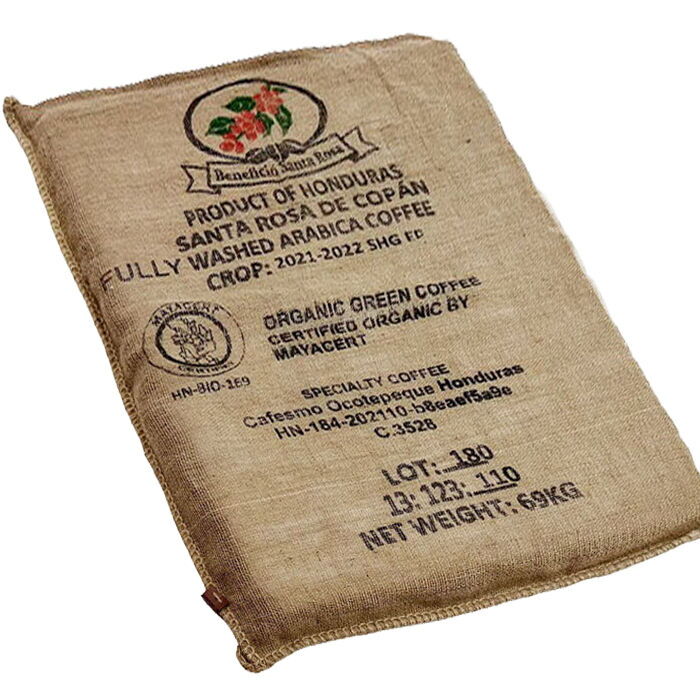 Beneficio Santa Rosa
PRODUCT OF HONDURAS
SANTA ROSA DE COPÁN
FULLY WASHED ARABICA COFFEE
CROP: 2021-2022 SHG EP
MAYACERT
HN-BIO-169
ORGANIC GREEN COFFEE
CERTIFIED ORGANIC BY
MAYACERT
SPECIALTY COFFEE
Cafesmo Ocotepeque Honduras
HN-184-202110-b8eaef5a9e
C.3528
LOT: 180
13: 123: 110
NET WEIGHT: 69KG